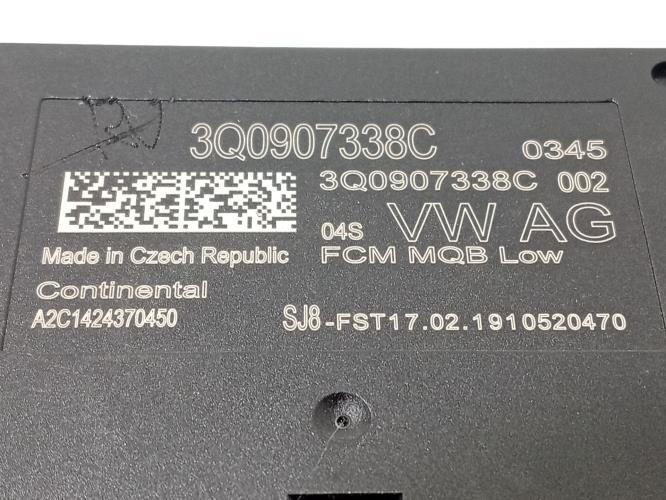 3Q0907338C 0345
3Q0907338C 002
04S VW AG
Made in Czech Republic FCM MQB Low
Continental
A2C1424370450 SJ8-FST17.02.1910520470